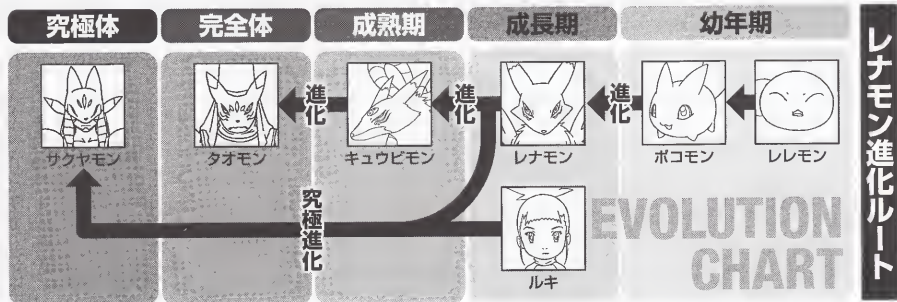 レナモン進化ルート
幼年期
成長期
成熟期
完全体
究極体
レレモン
ポコモン
進化
レナモン
進化
キュウビモン
進化
タオモン
サクヤモン
究極進化
ルキ
EVOLUTION
CHART